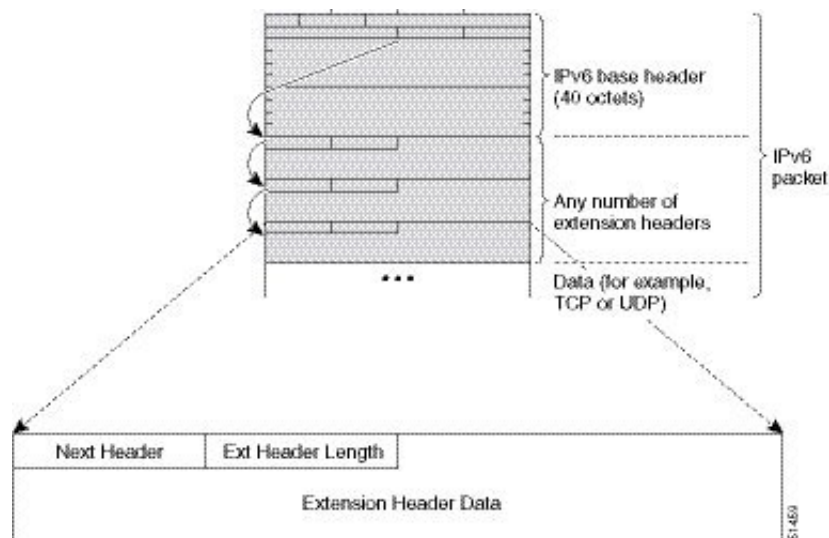 IPv6 base header
(40 octets)
IPv6
packet
Any number of
extension headers
Data (for example,
TCP or UDP)
Next Header
Ext Header Length
Extension Header Data
51459